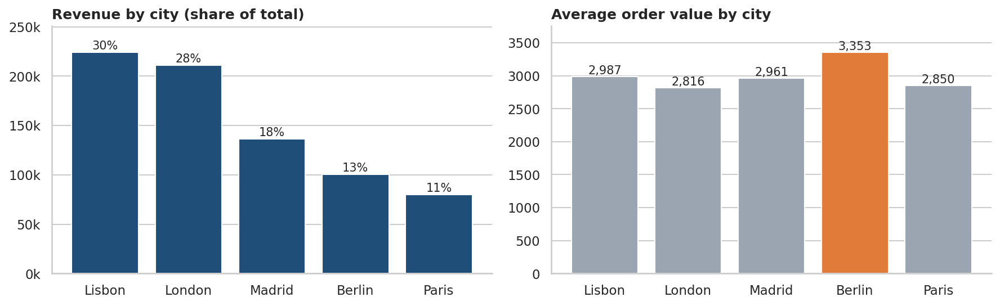 Revenue by city (share of total)
250k
200k
150k
100k
50k
0k
30%
28%
18%
13%
11%
Lisbon London Madrid Berlin Paris
Average order value by city
3500
3000
2500
2000
1500
1000
500
0
2,987
2,816
2,961
3,353
2,850
Lisbon London Madrid Berlin Paris